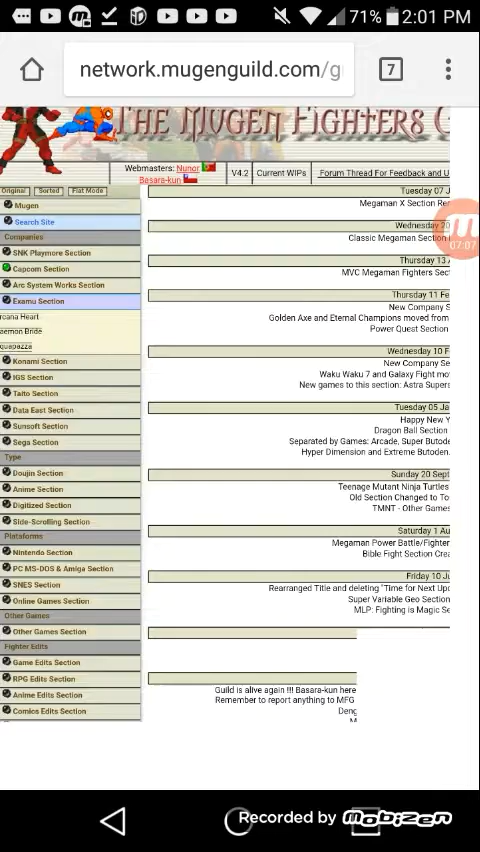 71% 2:01 PM
network.mugenguild.com/g
7
THE MUGEN FIGHTERS G
Webmasters: Nunor
Basara-kun
V4.2
Current WIPs
Forum Thread For Feedback and U
Original
Sorted
Flat Mode
Mugen
Search Site
Companies
SNK Playmore Section
Capcom Section
Arc System Works Section
Examu Section
rcana Heart
aemon Bride
quapazza
Konami Section
IGS Section
Taito Section
Data East Section
Sunsoft Section
Sega Section
Type
Doujin Section
Anime Section
Digitized Section
Side-Scrolling Section
Plataforms
Nintendo Section
PC MS-DOS & Amiga Section
SNES Section
Online Games Section
Other Games
Other Games Section
Fighter Edits
Game Edits Section
RPG Edits Section
Anime Edits Section
Comics Edits Section
Tuesday 07 J
Megaman X Section Re
Wednesday 20
Classic Megaman Section
Thursday 13
MVC Megaman Fighters Sec
Thursday 11 Fe
New Company S
Golden Axe and Eternal Champions moved from
Power Quest Section
Wednesday 10 F
New Company Se
Waku Waku 7 and Galaxy Fight mo
New games to this section: Astra Supers
Tuesday 05 Ja
Happy New Y
Dragon Ball Section
Separated by Games: Arcade, Super Butode
Hyper Dimension and Extreme Butoden.
Sunday 20 Sept
Teenage Mutant Ninja Turtles
Old Section Changed to To
TMNT - Other Games
Saturday 1 Au
Megaman Power Battle/Fighter
Bible Fight Section Crea
Friday 10 Ju
Rearranged Title and deleting "Time for Next Upd
Super Variable Geo Section
MLP: Fighting is Magic Se
Guild is alive again !!! Basara-kun here
Remember to report anything to MFG
Deng
M
07:07
Recorded by Mobizen